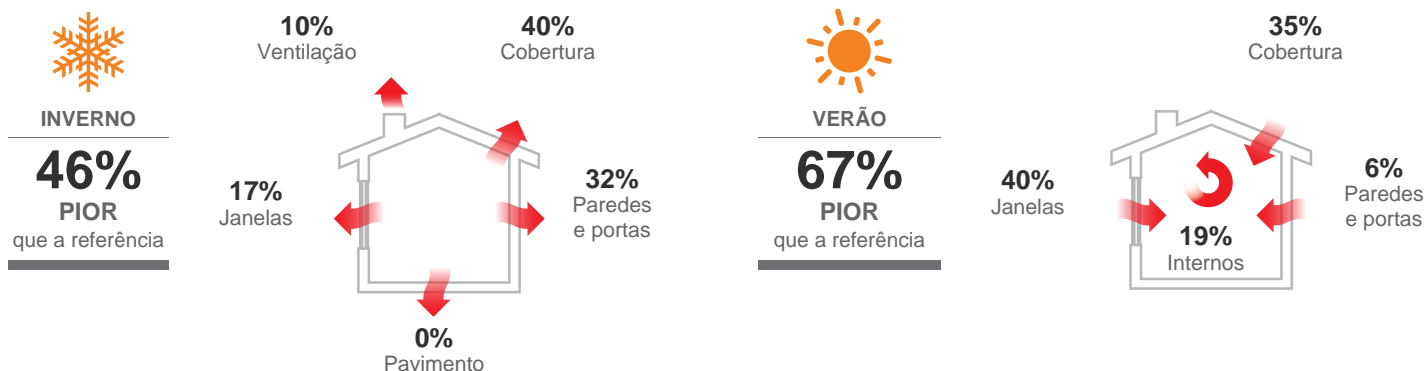 INVERNO
46%
PIOR
que a referência
10%
Ventilação
40%
Cobertura
17%
Janelas
32%
Paredes
e portas
0%
Pavimento
VERÃO
67%
PIOR
que a referência
35%
Cobertura
40%
Janelas
6%
Paredes
e portas
19%
Internos